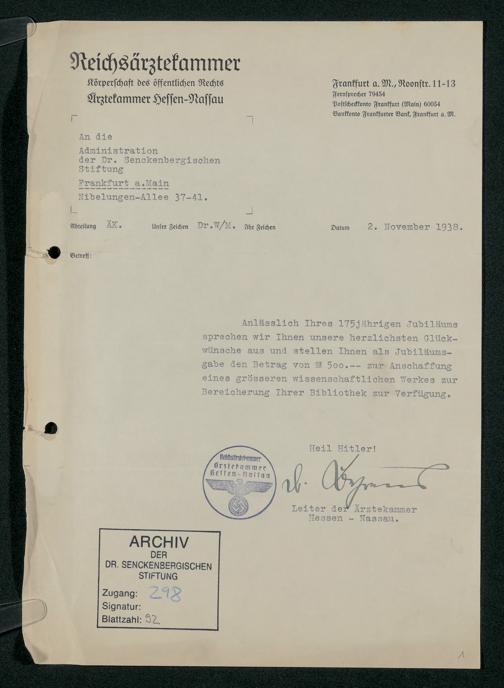 Reichsärztekammer
Körperschaft des öffentlichen Rechts
Ärztekammer Hessen-Nassau
Frankfurt a. M., Roonstr. 11-13
Fernsprecher 79454
Postscheckkonto Frankfurt (Main) 60054
Bankkonto Frankfurter Bank, Frankfurt a. M.
An die
Administration
der Dr. Senckenbergischen
Stiftung
Frankfurt a.Main
Nibelungen-Allee 37-41.
Abteilung XX. Unser Zeichen Dr.W/M. Ihr Zeichen Datum 2. November 1938.
Betreff:
Anlässlich Ihres 175jährigen Jubiläums
sprechen wir Ihnen unsere herzlichsten Glück-
wünsche aus und stellen Ihnen als Jubiläums-
gabe den Betrag von RM 500.-- zur Anschaffung
eines grösseren wissenschaftlichen Werkes zur
Bereicherung Ihrer Bibliothek zur Verfügung.
Heil Hitler!
Reichsärztekammer
Ärztekammer
Hessen-Nassau
Leiter der Ärztekammer
Hessen - Nassau.
ARCHIV
DER
DR. SENCKENBERGISCHEN
STIFTUNG
Zugang: 298
Signatur:
Blattzahl: 92
1